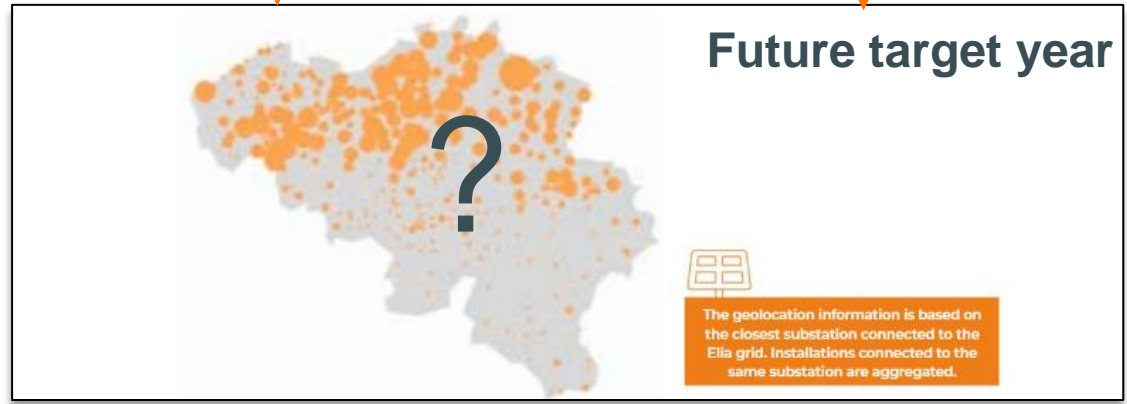 Future target year
?
The geolocation information is based on
the closest substation connected to the
Elia grid. Installations connected to the
same substation are aggregated.